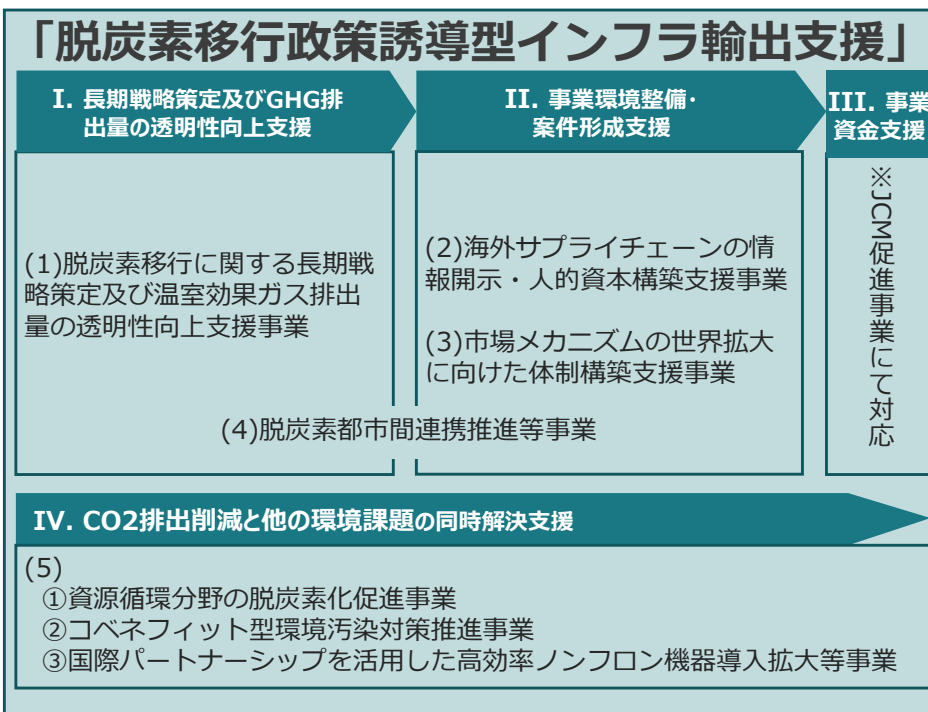 「脱炭素移行政策誘導型インフラ輸出支援」
I. 長期戦略策定及びGHG排
出量の透明性向上支援
II. 事業環境整備・
案件形成支援
III. 事業
資金支援
(1)脱炭素移行に関する長期戦
略策定及び温室効果ガス排出
量の透明性向上支援事業
(2)海外サプライチェーンの情
報開示・人的資本構築支援事業
(3)市場メカニズムの世界拡大
に向けた体制構築支援事業
※JCM促進事業にて対応
(4)脱炭素都市間連携推進等事業
IV. CO2排出削減と他の環境課題の同時解決支援
(5)
①資源循環分野の脱炭素化促進事業
②コベネフィット型環境汚染対策推進事業
③国際パートナーシップを活用した高効率ノンフロン機器導入拡大等事業